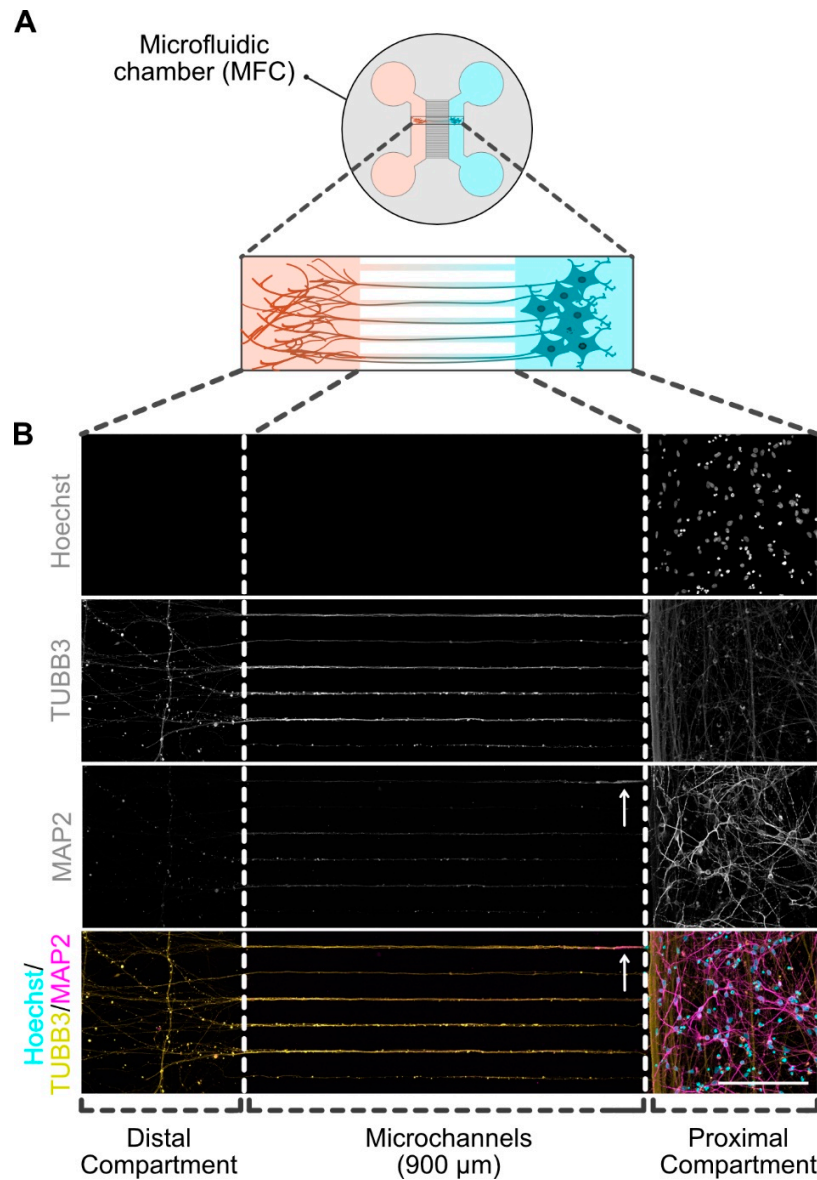 A
Microfluidic
chamber (MFC)
B
Hoechst
TUBB3
MAP2
Hoechst/
TUBB3/MAP2
Distal
Compartment
Microchannels
(900 µm)
Proximal
Compartment